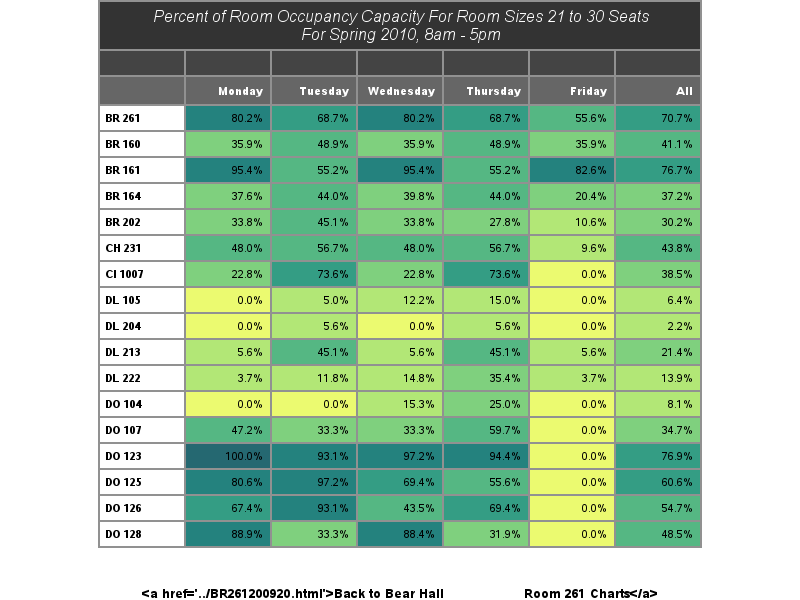 Percent of Room Occupancy Capacity For Room Sizes 21 to 30 Seats
For Spring 2010, 8am - 5pm
Monday Tuesday Wednesday Thursday Friday All
BR 261 80.2% 68.7% 80.2% 68.7% 55.6% 70.7%
BR 160 35.9% 48.9% 35.9% 48.9% 35.9% 41.1%
BR 161 95.4% 55.2% 95.4% 55.2% 82.6% 76.7%
BR 164 37.6% 44.0% 39.8% 44.0% 20.4% 37.2%
BR 202 33.8% 45.1% 33.8% 27.8% 10.6% 30.2%
CH 231 48.0% 56.7% 48.0% 56.7% 9.6% 43.8%
CI 1007 22.8% 73.6% 22.8% 73.6% 0.0% 38.5%
DL 105 0.0% 5.0% 12.2% 15.0% 0.0% 6.4%
DL 204 0.0% 5.6% 0.0% 5.6% 0.0% 2.2%
DL 213 5.6% 45.1% 5.6% 45.1% 5.6% 21.4%
DL 222 3.7% 11.8% 14.8% 35.4% 3.7% 13.9%
DO 104 0.0% 0.0% 15.3% 25.0% 0.0% 8.1%
DO 107 47.2% 33.3% 33.3% 59.7% 0.0% 34.7%
DO 123 100.0% 93.1% 97.2% 94.4% 0.0% 76.9%
DO 125 80.6% 97.2% 69.4% 55.6% 0.0% 60.6%
DO 126 67.4% 93.1% 43.5% 69.4% 0.0% 54.7%
DO 128 88.9% 33.3% 88.4% 31.9% 0.0% 48.5%
<a href='../BR261200920.html'>Back to Bear Hall Room 261 Charts</a>